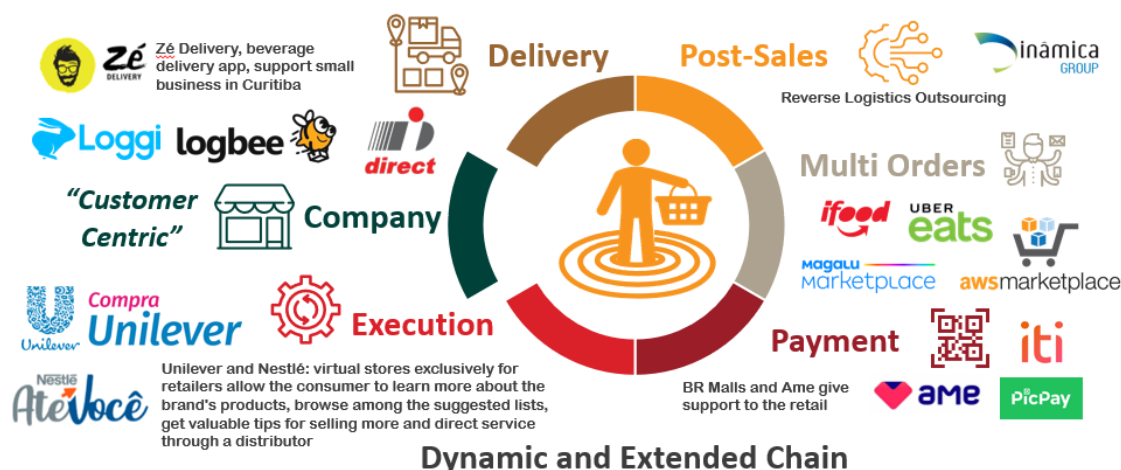 Zé
DELIVERY
Zé Delivery, beverage
delivery app, support small
business in Curitiba
Delivery
Post-Sales
Dinâmica
GROUP
Reverse Logistics Outsourcing
Loggi
logbee
direct
Multi Orders
ifood
UBER
eats
MAGALU
Marketplace
aws marketplace
“Customer
Centric”
Company
Unilever
Compra
Unilever
Execution
Payment
iti
Nestlé
Até Você
Unilever and Nestlé: virtual stores exclusively for
retailers allow the consumer to learn more about the
brand's products, browse among the suggested lists,
get valuable tips for selling more and direct service
through a distributor
BR Malls and Ame give
support to the retail
AME
PicPay
Dynamic and Extended Chain